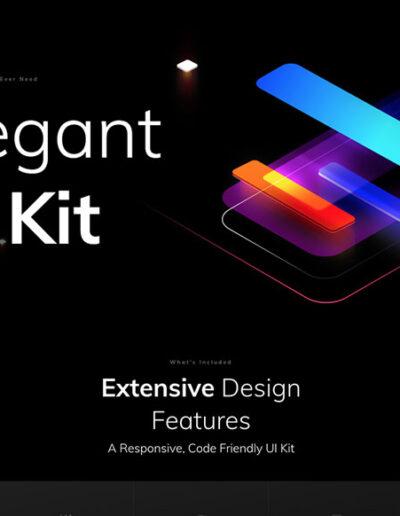 Ever Need
egant
Kit
What's Included
Extensive Design
Features
A Responsive, Code Friendly UI Kit